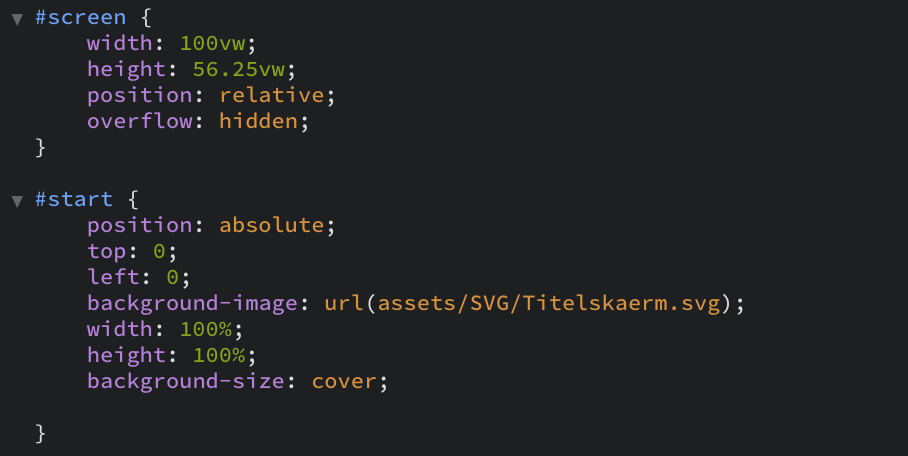 #screen {
    width: 100vw;
    height: 56.25vw;
    position: relative;
    overflow: hidden;
}
#start {
    position: absolute;
    top: 0;
    left: 0;
    background-image: url(assets/SVG/Titelskaerm.svg);
    width: 100%;
    height: 100%;
    background-size: cover;
}